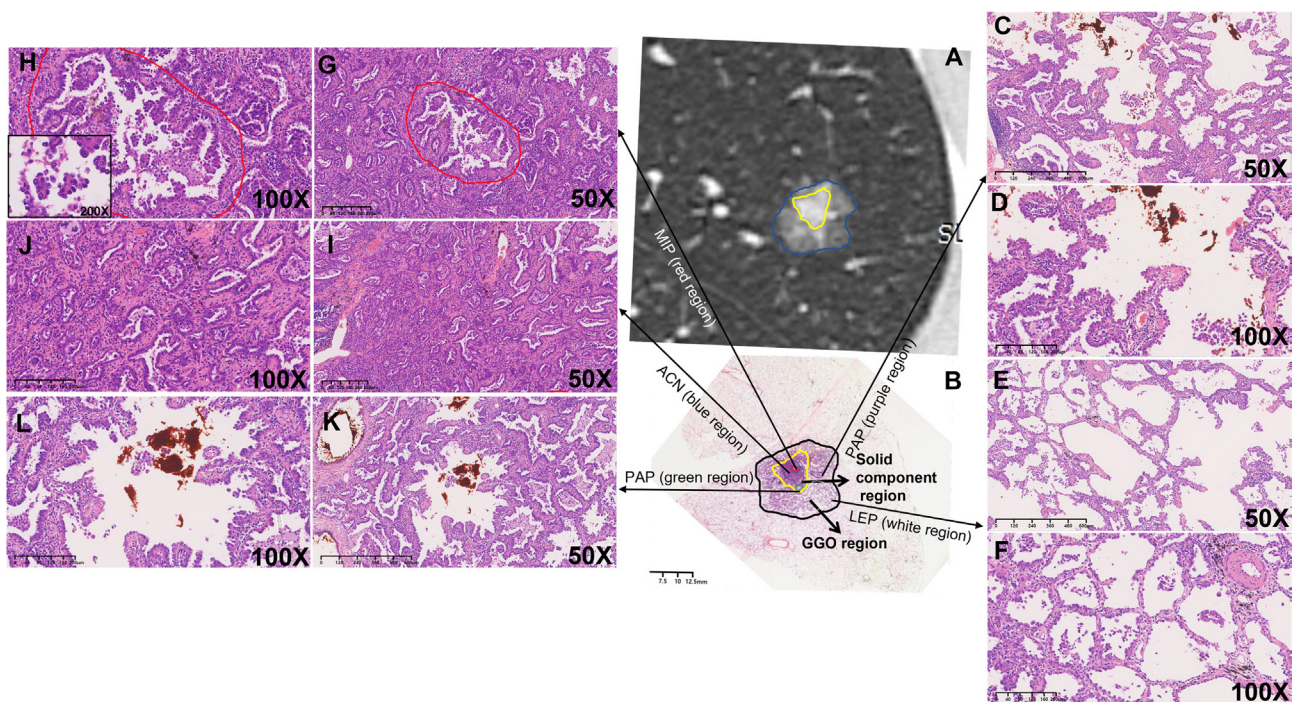 H
200X
100X
G
50X
J
100X
I
50X
L
100X
K
50X
A
SL
B
MIP (red region)
ACN (blue region)
PAP (green region)
PAP (purple region)
Solid
component
region
LEP (white region)
GGO region
7.5 10 12.5mm
C
50X
D
100X
E
50X
F
100X